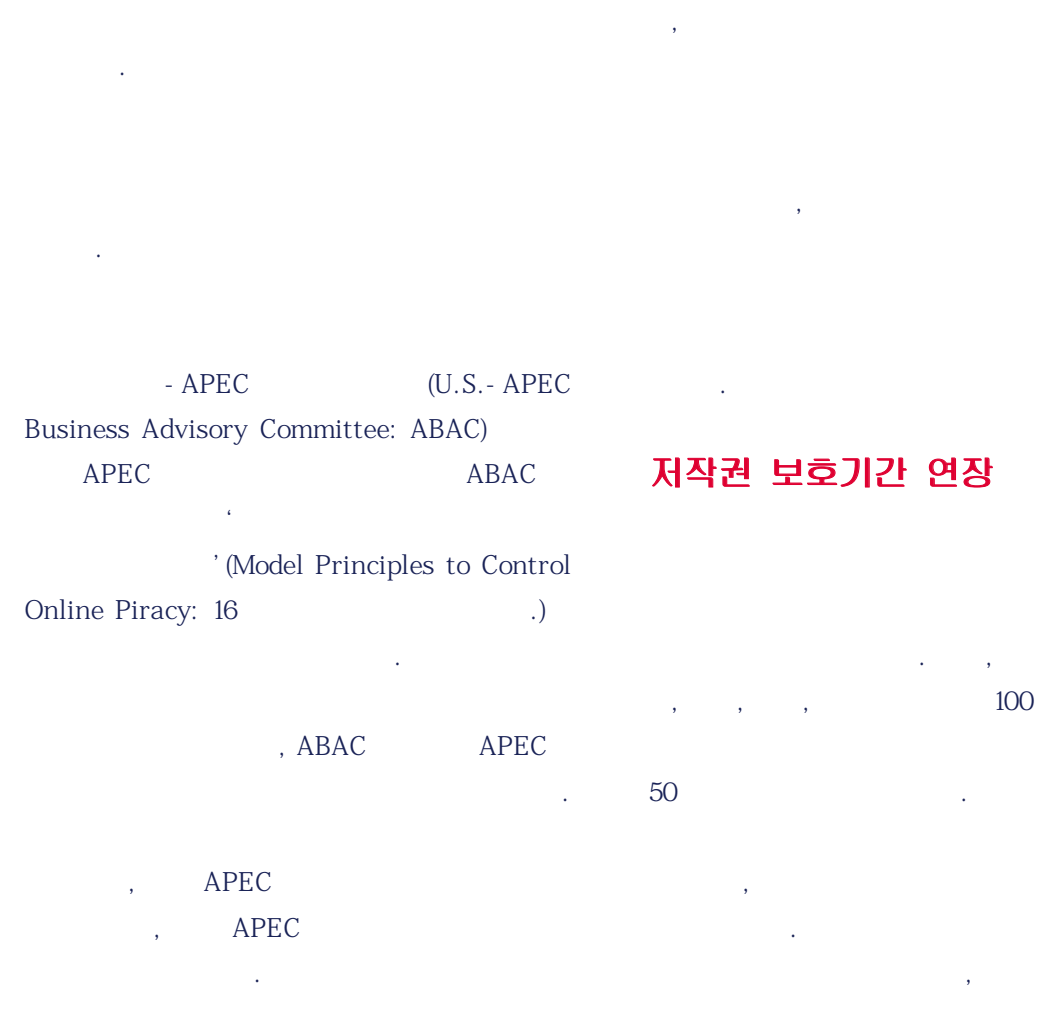 ,
.
,
.
- APEC (U.S.- APEC
Business Advisory Committee: ABAC)
APEC ABAC
‘
’ (Model Principles to Control
Online Piracy: 16 .)
.
, ABAC APEC
.
, APEC
, APEC
.
.
저작권 보호기간 연장
. ,
, , , 100
50 .
,
.
,